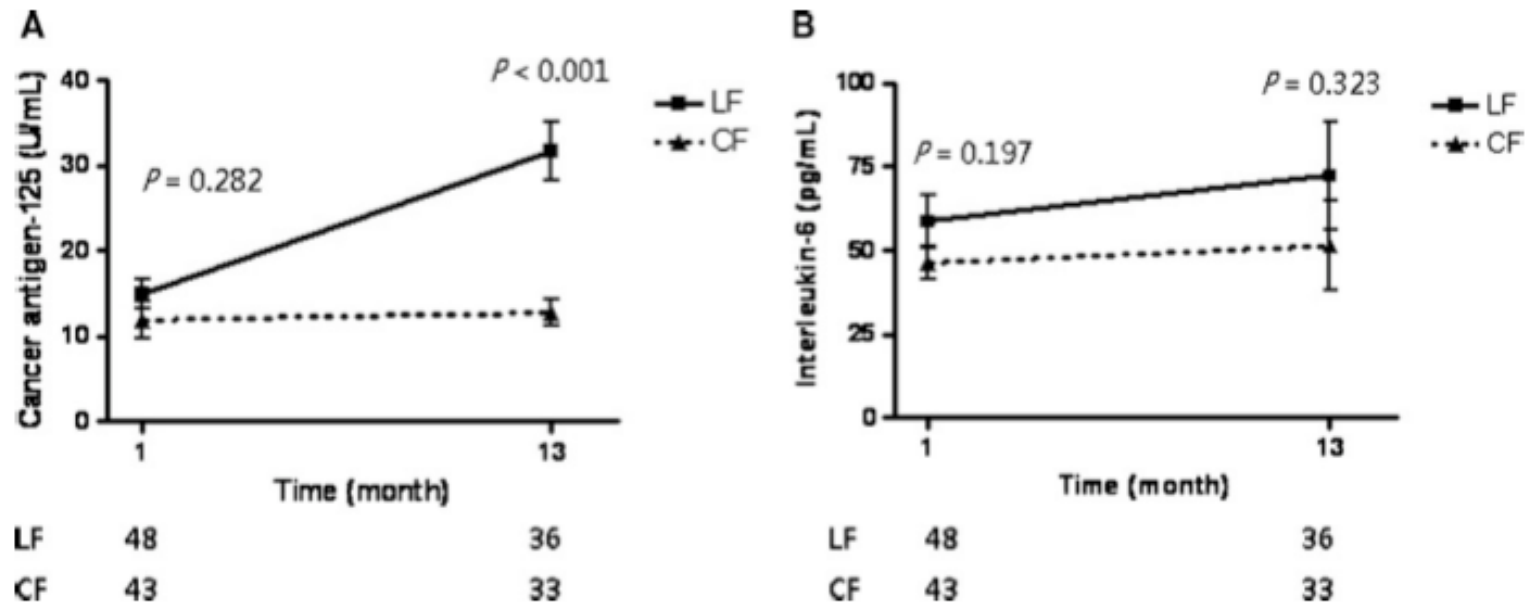 A
Cancer antigen-125 (U/mL)
40
30
20
10
0
P = 0.282
P < 0.001
LF
CF
1
13
Time (month)
LF 48 36
CF 43 33
B
Interleukin-6 (pg/mL)
100
75
50
25
0
P = 0.197
P = 0.323
LF
CF
1
13
Time (month)
LF 48 36
CF 43 33